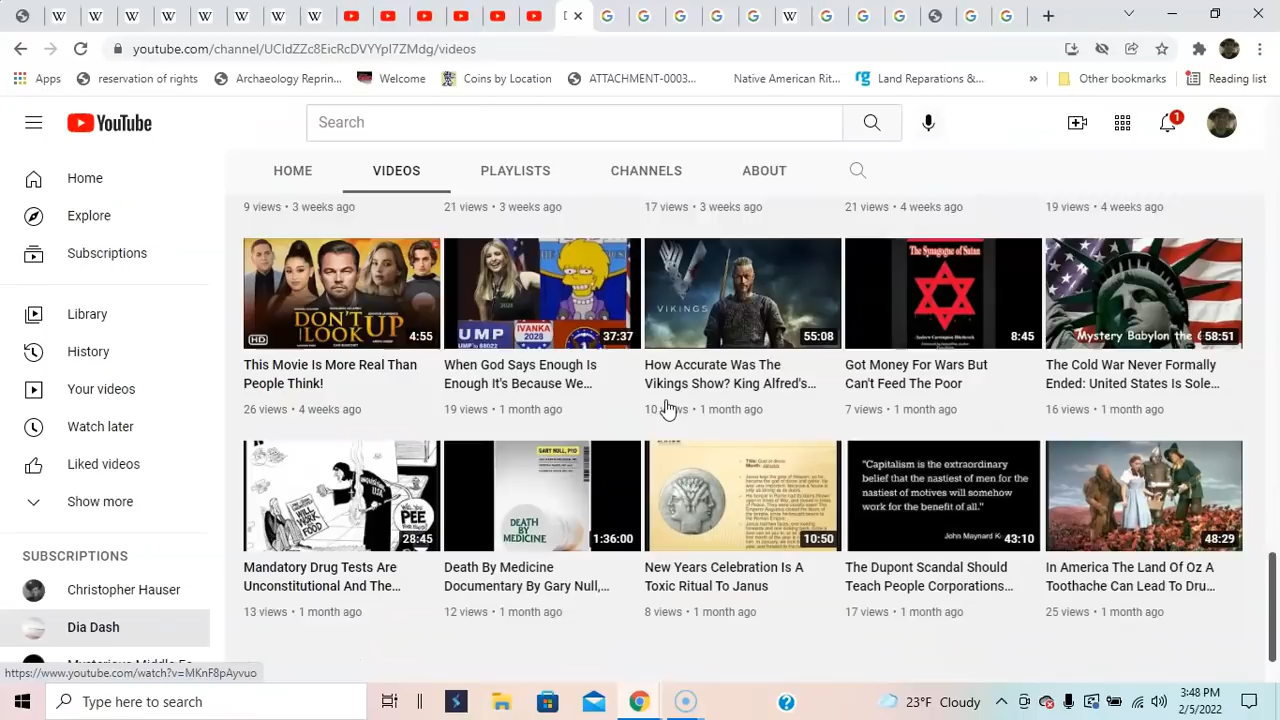 youtube.com/channel/UCIdZZc8EicRcDVYYpI7ZMdg/videos
Apps
reservation of rights
Archaeology Reprin...
Welcome
Coins by Location
ATTACHMENT-0003...
Native American Rit...
Land Reparations &...
»
Other bookmarks
Reading list
YouTube
Search
1
HOME VIDEOS PLAYLISTS CHANNELS ABOUT
Home
Explore
Subscriptions
Library
History
Your videos
Watch later
Liked videos
Show more
SUBSCRIPTIONS
Christopher Hauser
Dia Dash
9 views • 3 weeks ago
21 views • 3 weeks ago
17 views • 3 weeks ago
21 views • 4 weeks ago
19 views • 4 weeks ago
DON'T LOOK UP
4:55
This Movie Is More Real Than
People Think!
26 views • 4 weeks ago
2028
UMP
IVANKA
2028
37:37
When God Says Enough Is
Enough It's Because We...
19 views • 1 month ago
VIKINGS
55:08
How Accurate Was The
Vikings Show? King Alfred's...
1 month ago
The Synagogue of Satan
Andrew Carrington Hitchcock
8:45
Got Money For Wars But
Can't Feed The Poor
7 views • 1 month ago
Mystery Babylon the
58:51
The Cold War Never Formally
Ended: United States Is Sole...
16 views • 1 month ago
PEE
28:45
Mandatory Drug Tests Are
Unconstitutional And The...
13 views • 1 month ago
GARY NULL, PHD
DEATH
BY
MEDICINE
1:36:00
Death By Medicine
Documentary By Gary Null,...
12 views • 1 month ago
10:50
New Years Celebration Is A
Toxic Ritual To Janus
8 views • 1 month ago
"Capitalism is the extraordinary
belief that the nastiest of men for the
nastiest of motives will somehow
work for the benefit of all."
John Maynard K
43:10
The Dupont Scandal Should
Teach People Corporations...
17 views • 1 month ago
48:29
In America The Land Of Oz A
Toothache Can Lead To Dru...
25 views • 1 month ago
https://www.youtube.com/watch?v=MKnF8pAyvuo
Type here to search
23°F Cloudy
3:48 PM
2/5/2022